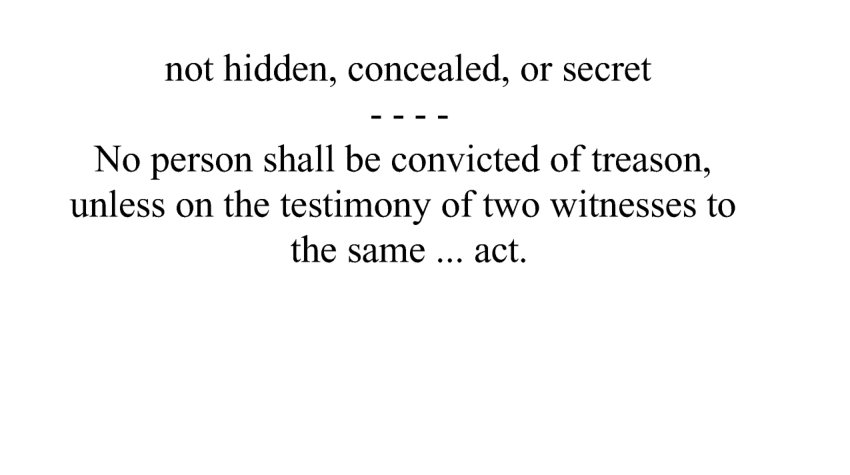 not hidden, concealed, or secret
- - - -
No person shall be convicted of treason,
unless on the testimony of two witnesses to
the same ... act.